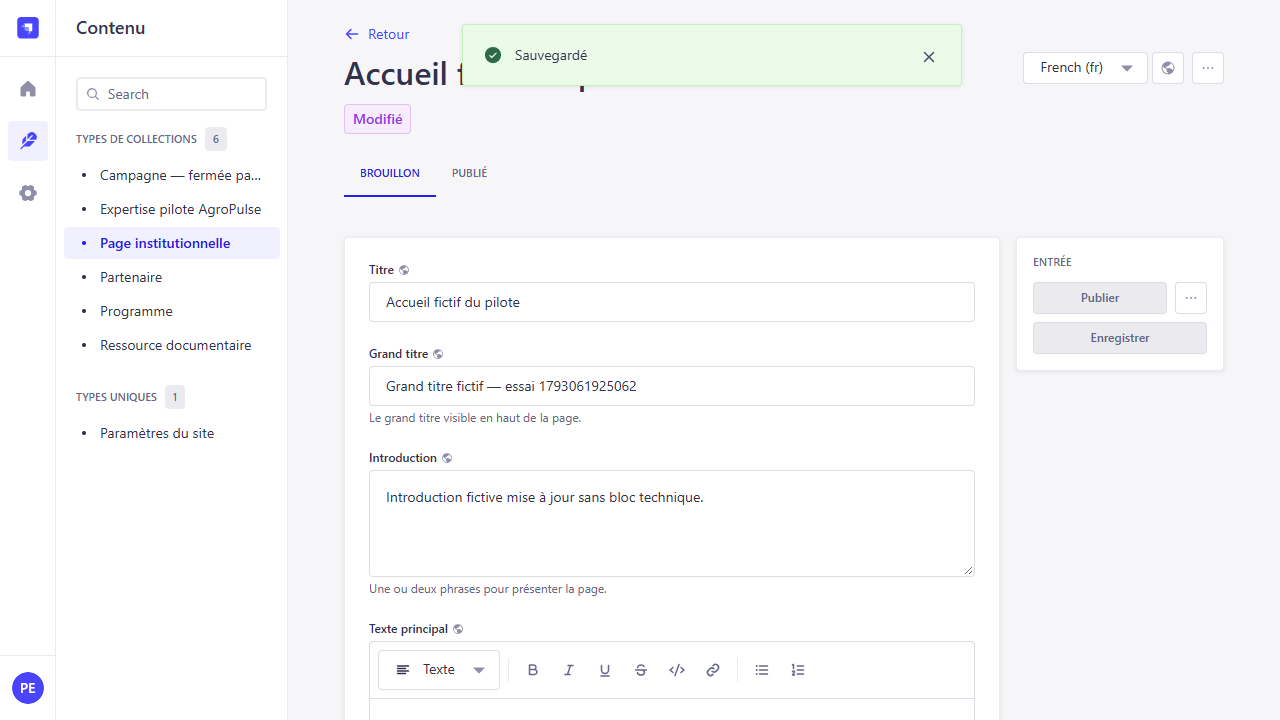 Contenu
Search
TYPES DE COLLECTIONS 6
Campagne — fermée pa...
Expertise pilote AgroPulse
Page institutionnelle
Partenaire
Programme
Ressource documentaire
TYPES UNIQUES 1
Paramètres du site
PE
Retour
Sauvegardé
Accueil
French (fr)
Modifié
BROUILLON
PUBLIÉ
Titre
Accueil fictif du pilote
Grand titre
Grand titre fictif — essai 1793061925062
Le grand titre visible en haut de la page.
Introduction
Introduction fictive mise à jour sans bloc technique.
Une ou deux phrases pour présenter la page.
Texte principal
Texte
ENTRÉE
Publier
Enregistrer